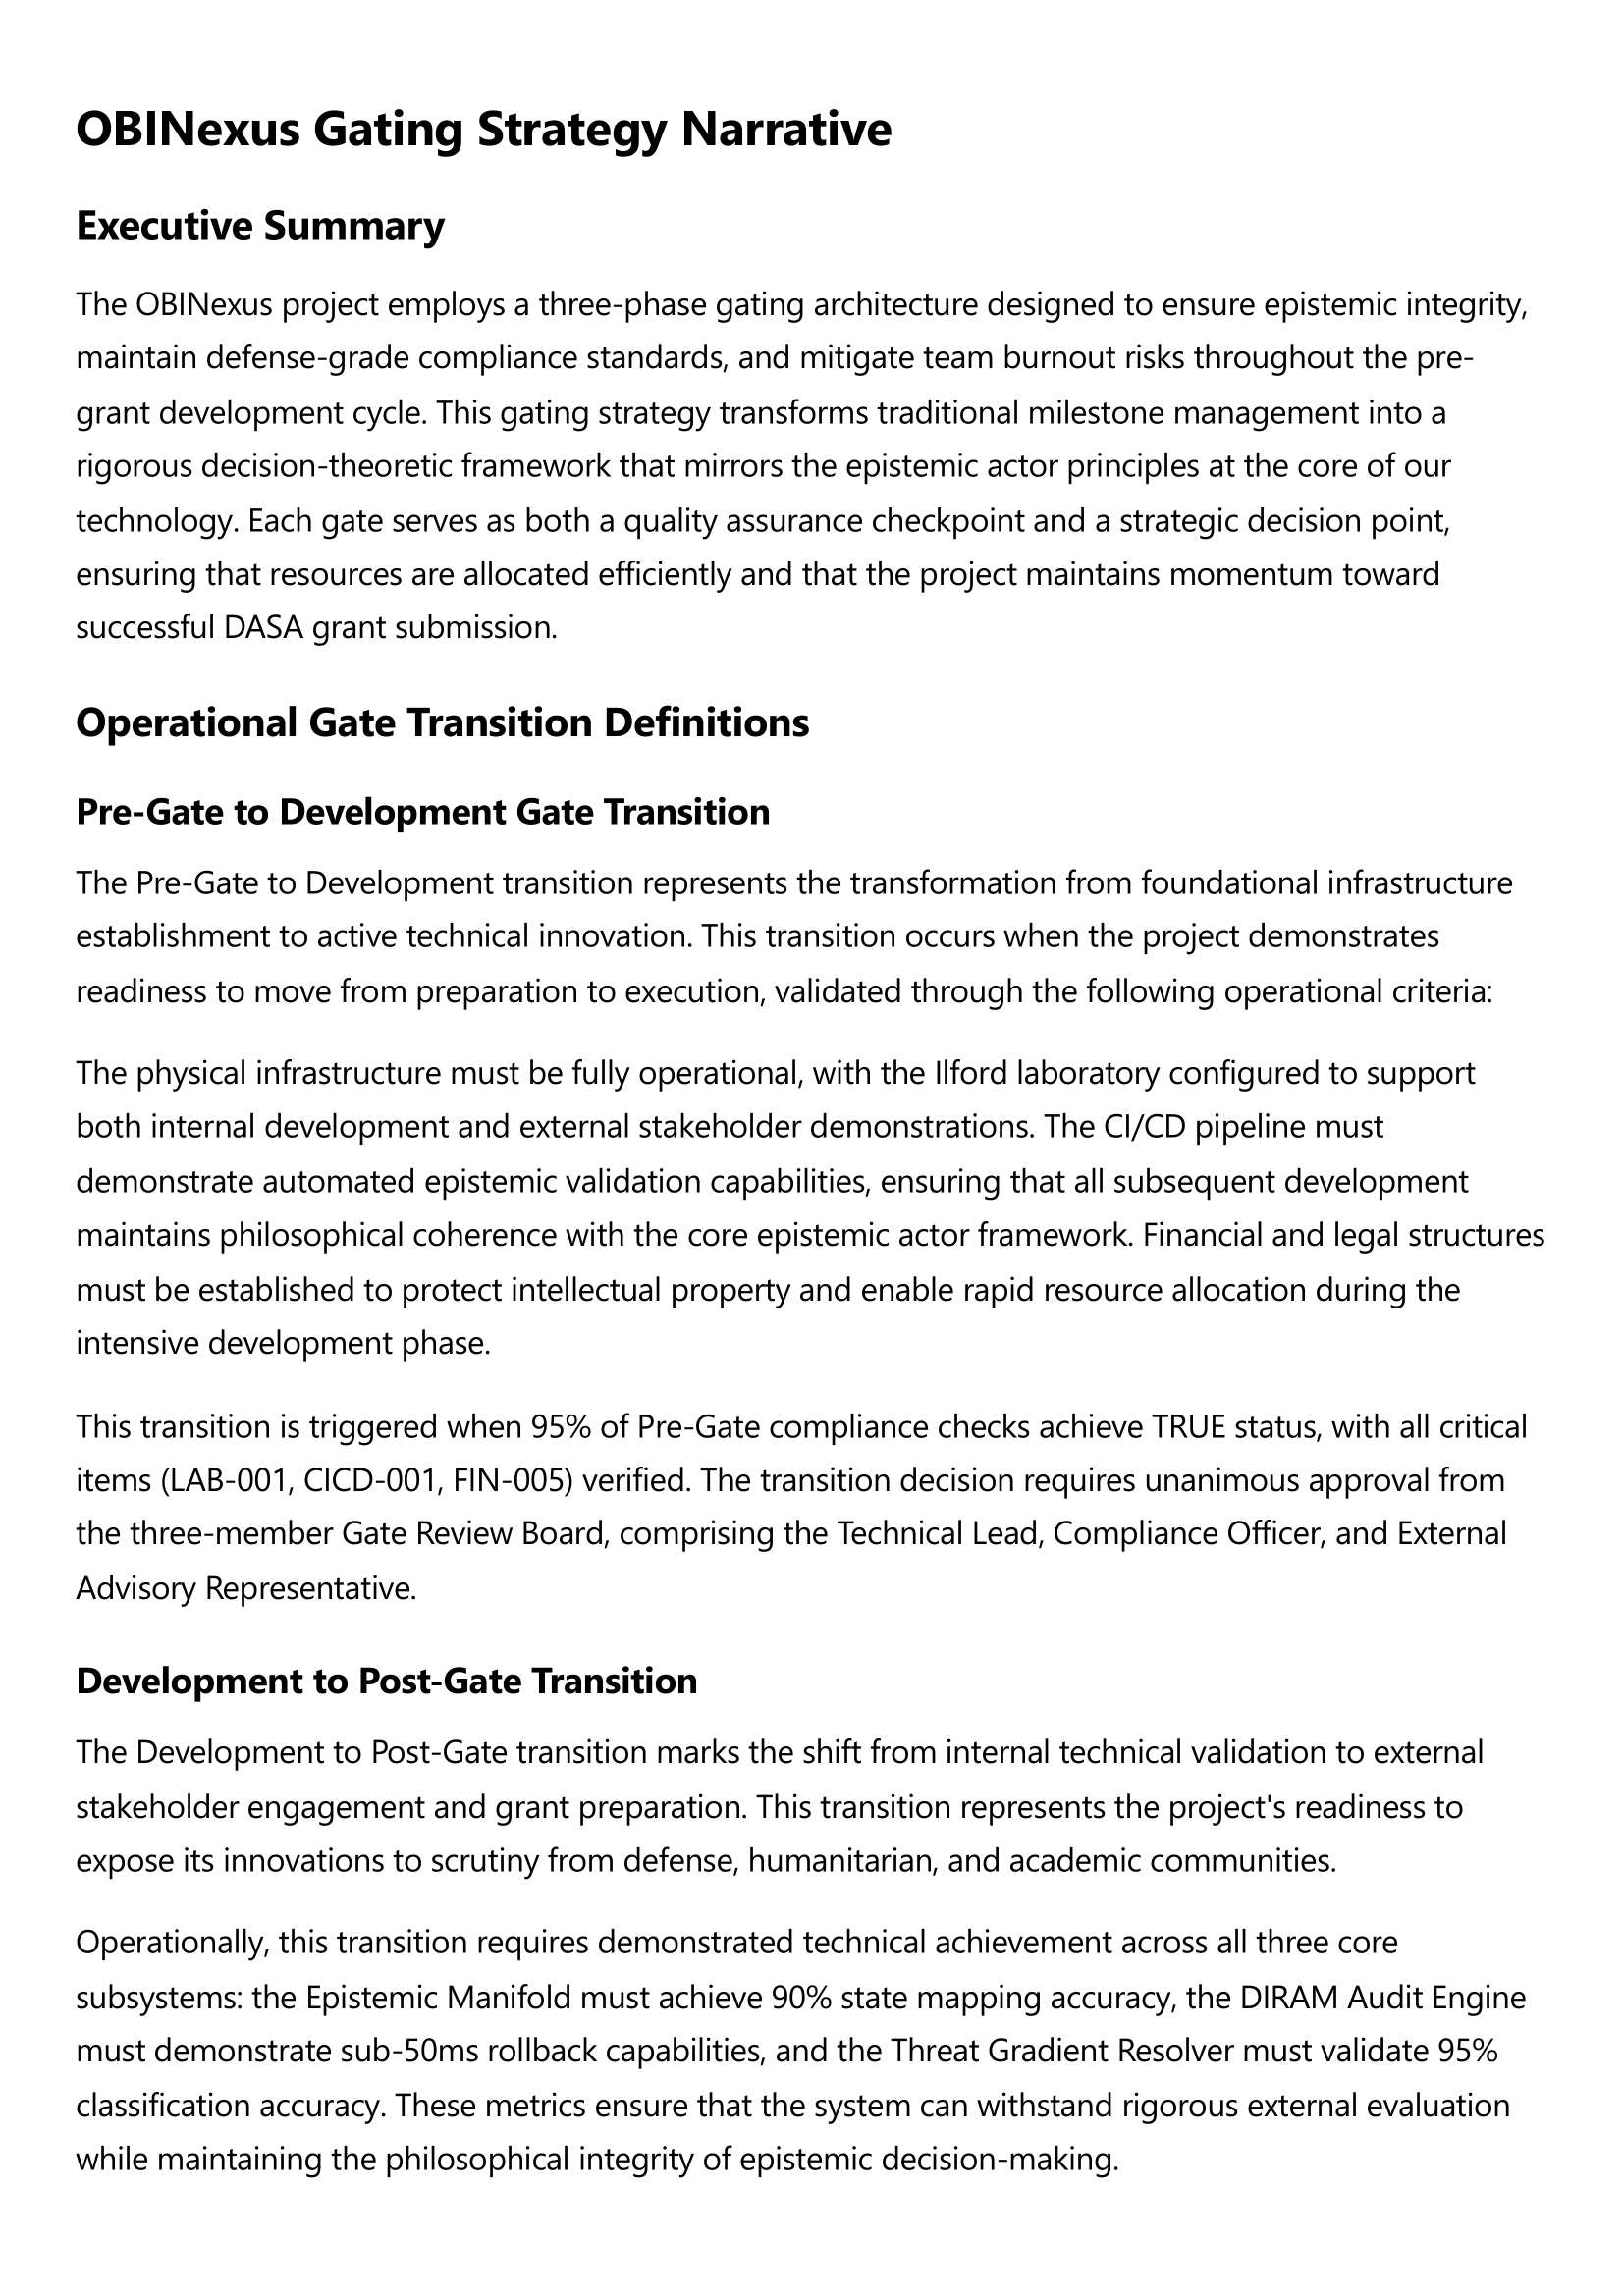 OBINexus Gating Strategy Narrative
Executive Summary
The OBINexus project employs a three-phase gating architecture designed to ensure epistemic integrity,
maintain defense-grade compliance standards, and mitigate team burnout risks throughout the pre-
grant development cycle. This gating strategy transforms traditional milestone management into a
rigorous decision-theoretic framework that mirrors the epistemic actor principles at the core of our
technology. Each gate serves as both a quality assurance checkpoint and a strategic decision point,
ensuring that resources are allocated efficiently and that the project maintains momentum toward
successful DASA grant submission.
Operational Gate Transition Definitions
Pre-Gate to Development Gate Transition
The Pre-Gate to Development transition represents the transformation from foundational infrastructure
establishment to active technical innovation. This transition occurs when the project demonstrates
readiness to move from preparation to execution, validated through the following operational criteria:
The physical infrastructure must be fully operational, with the Ilford laboratory configured to support
both internal development and external stakeholder demonstrations. The CI/CD pipeline must
demonstrate automated epistemic validation capabilities, ensuring that all subsequent development
maintains philosophical coherence with the core epistemic actor framework. Financial and legal structures
must be established to protect intellectual property and enable rapid resource allocation during the
intensive development phase.
This transition is triggered when 95% of Pre-Gate compliance checks achieve TRUE status, with all critical
items (LAB-001, CICD-001, FIN-005) verified. The transition decision requires unanimous approval from
the three-member Gate Review Board, comprising the Technical Lead, Compliance Officer, and External
Advisory Representative.
Development to Post-Gate Transition
The Development to Post-Gate transition marks the shift from internal technical validation to external
stakeholder engagement and grant preparation. This transition represents the project's readiness to
expose its innovations to scrutiny from defense, humanitarian, and academic communities.
Operationally, this transition requires demonstrated technical achievement across all three core
subsystems: the Epistemic Manifold must achieve 90% state mapping accuracy, the DIRAM Audit Engine
must demonstrate sub-50ms rollback capabilities, and the Threat Gradient Resolver must validate 95%
classification accuracy. These metrics ensure that the system can withstand rigorous external evaluation
while maintaining the philosophical integrity of epistemic decision-making.